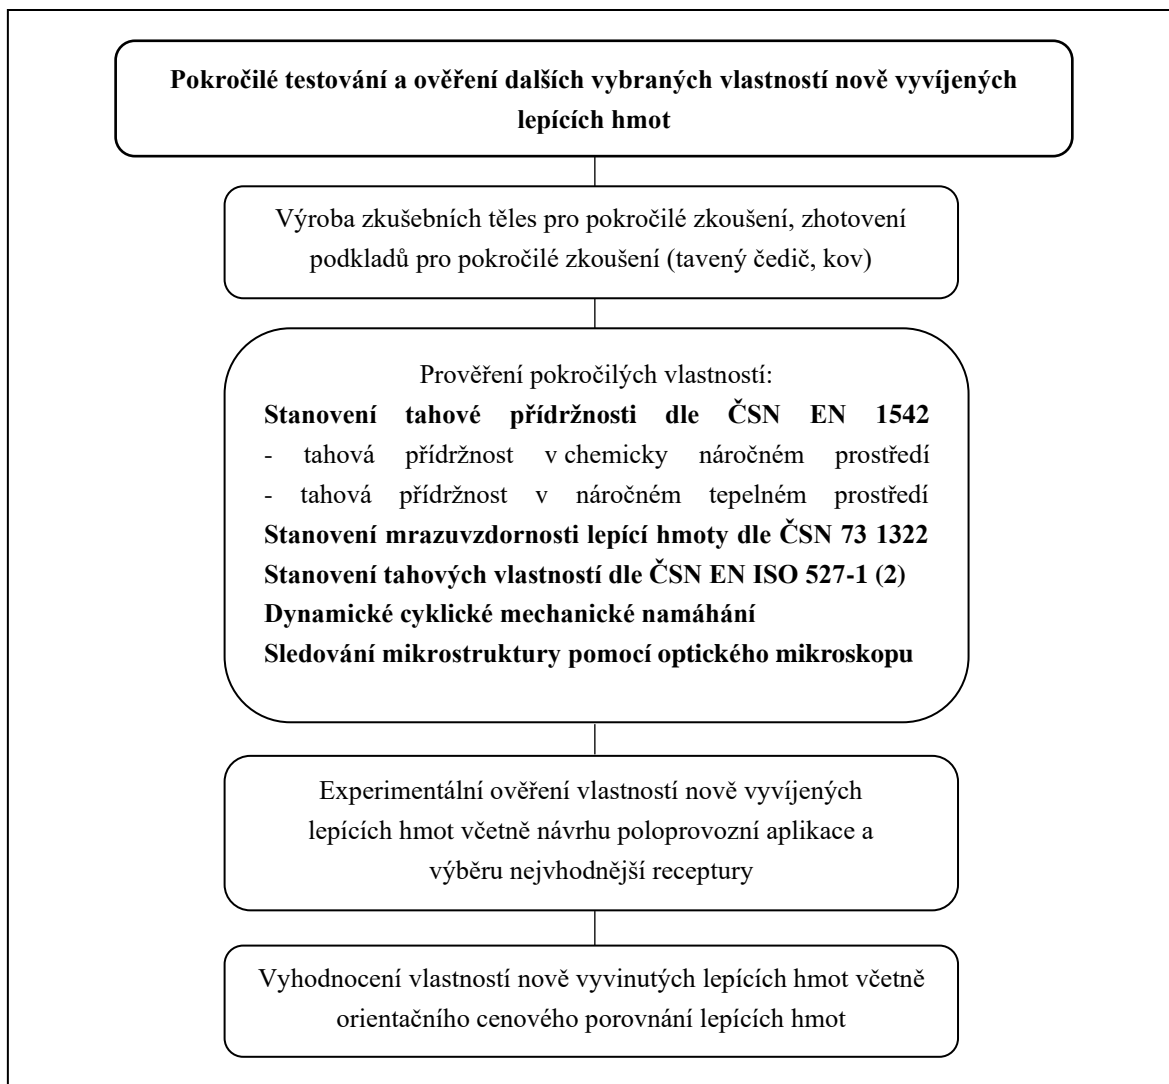 Pokročilé testování a ověření dalších vybraných vlastností nově vyvíjených
lepících hmot
Výroba zkušebních těles pro pokročilé zkoušení, zhotovení
podkladů pro pokročilé zkoušení (tavený čedič, kov)
Prověření pokročilých vlastností:
Stanovení tahové přídržnosti dle ČSN EN 1542
- tahová přídržnost v chemicky náročném prostředí
- tahová přídržnost v náročném tepelném prostředí
Stanovení mrazuvzdornosti lepící hmoty dle ČSN 73 1322
Stanovení tahových vlastností dle ČSN EN ISO 527-1 (2)
Dynamické cyklické mechanické namáhání
Sledování mikrostruktury pomocí optického mikroskopu
Experimentální ověření vlastností nově vyvíjených
lepících hmot včetně návrhu poloprovozní aplikace a
výběru nejvhodnější receptury
Vyhodnocení vlastností nově vyvinutých lepících hmot včetně
orientačního cenového porovnání lepících hmot